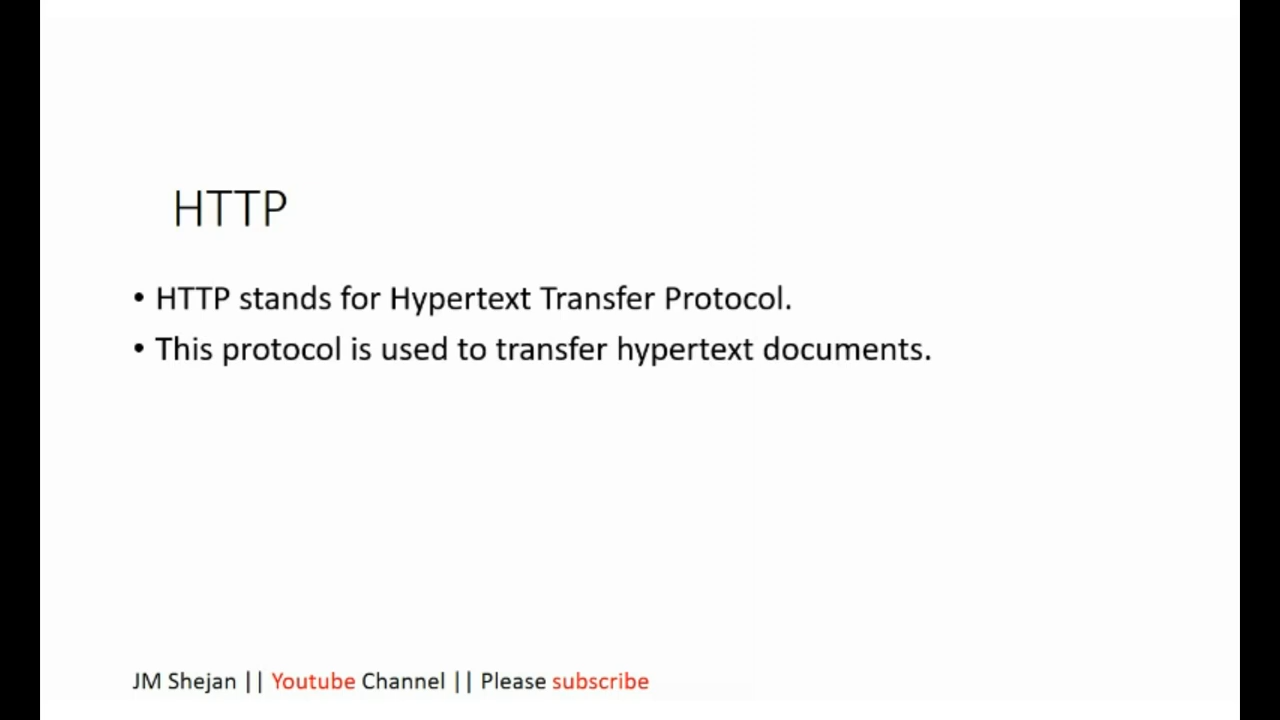 HTTP
• HTTP stands for Hypertext Transfer Protocol.
• This protocol is used to transfer hypertext documents.
JM Shejan || Youtube Channel || Please subscribe